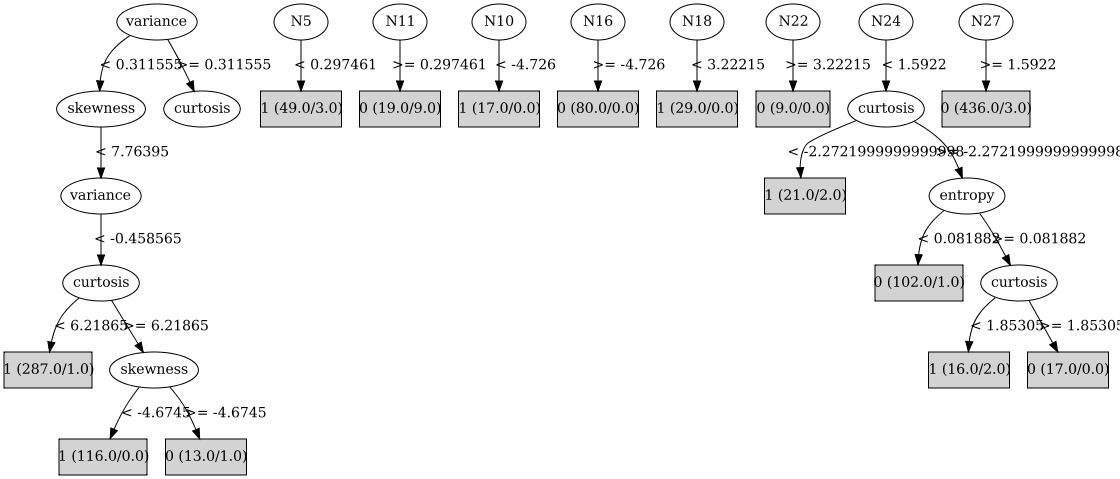 variance N5 N11 N10 N16 N18 N22 N24 N27
< 0.311555 >= 0.311555 < 0.297461 >= 0.297461 < -4.726 >= -4.726 < 3.22215 >= 3.22215 < 1.5922 >= 1.5922
skewness curtosis 1 (49.0/3.0) 0 (19.0/9.0) 1 (17.0/0.0) 0 (80.0/0.0) 1 (29.0/0.0) 0 (9.0/0.0) curtosis 0 (436.0/3.0)
< 7.76395 < -2.2721999999999998 >= -2.2721999999999998
variance 1 (21.0/2.0) entropy
< -0.458565 < 0.081882 >= 0.081882
curtosis 0 (102.0/1.0) curtosis
< 6.21865 >= 6.21865 < 1.85305 >= 1.85305
1 (287.0/1.0) skewness 1 (16.0/2.0) 0 (17.0/0.0)
< -4.6745 >= -4.6745
1 (116.0/0.0) 0 (13.0/1.0)